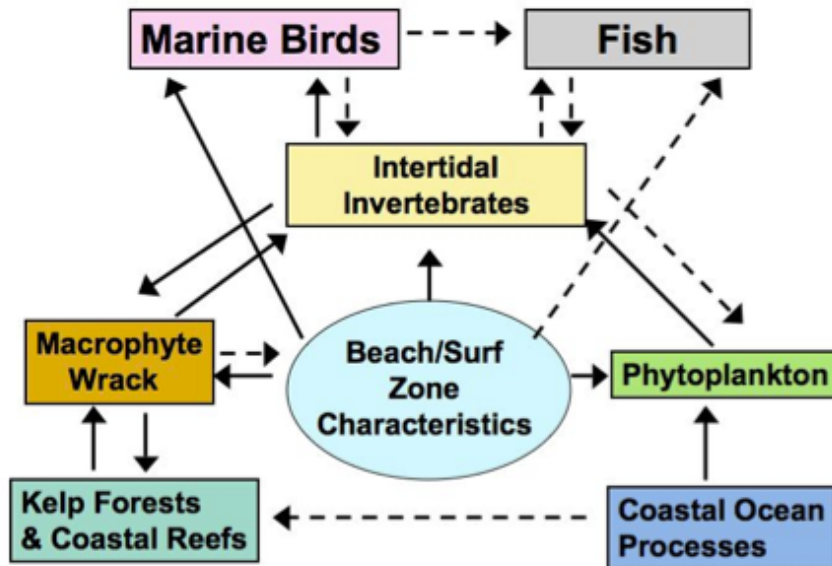 Marine Birds
Fish
Intertidal
Invertebrates
Macrophyte
Wrack
Beach/Surf
Zone
Characteristics
Phytoplankton
Kelp Forests
& Coastal Reefs
Coastal Ocean
Processes